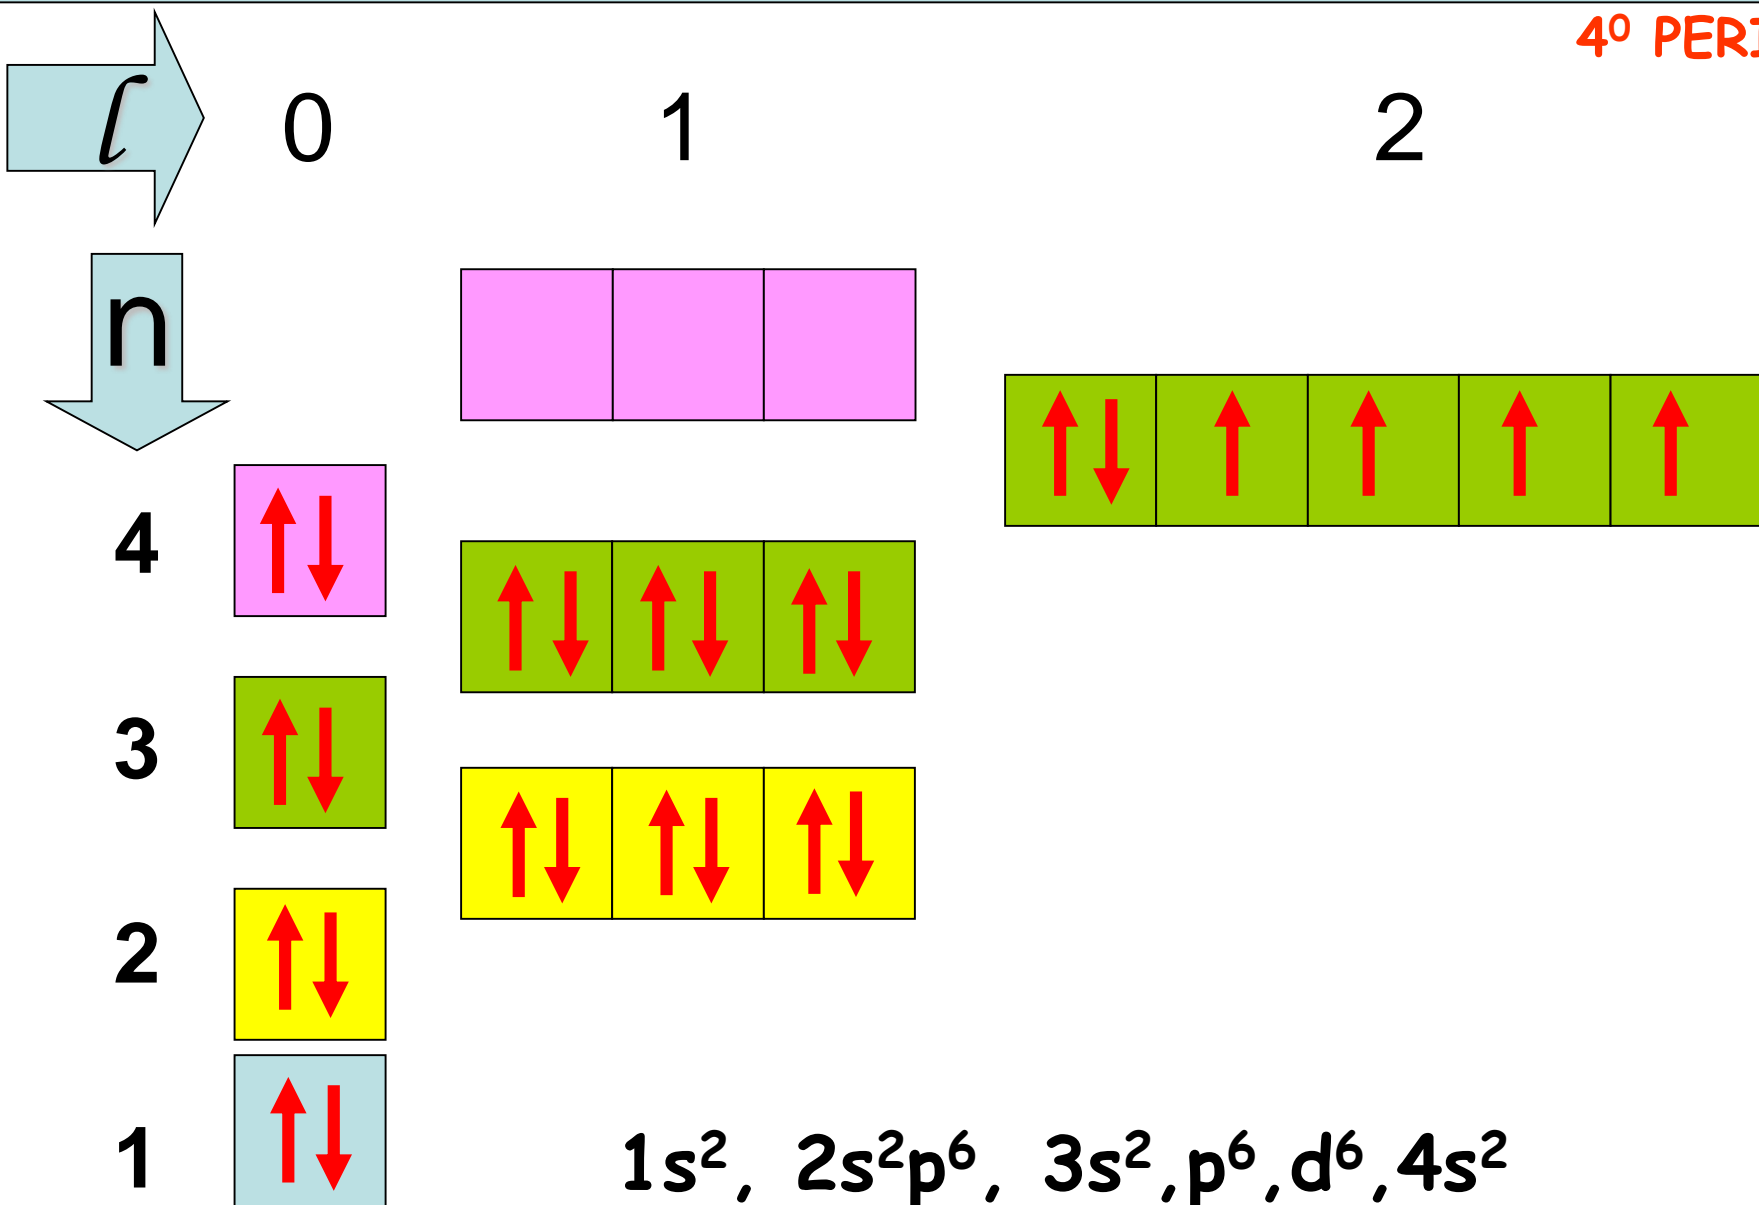 4⁰ PERI
l 0 1 2
n
4
3
2
1
1s², 2s²p⁶, 3s²,p⁶,d⁶,4s²